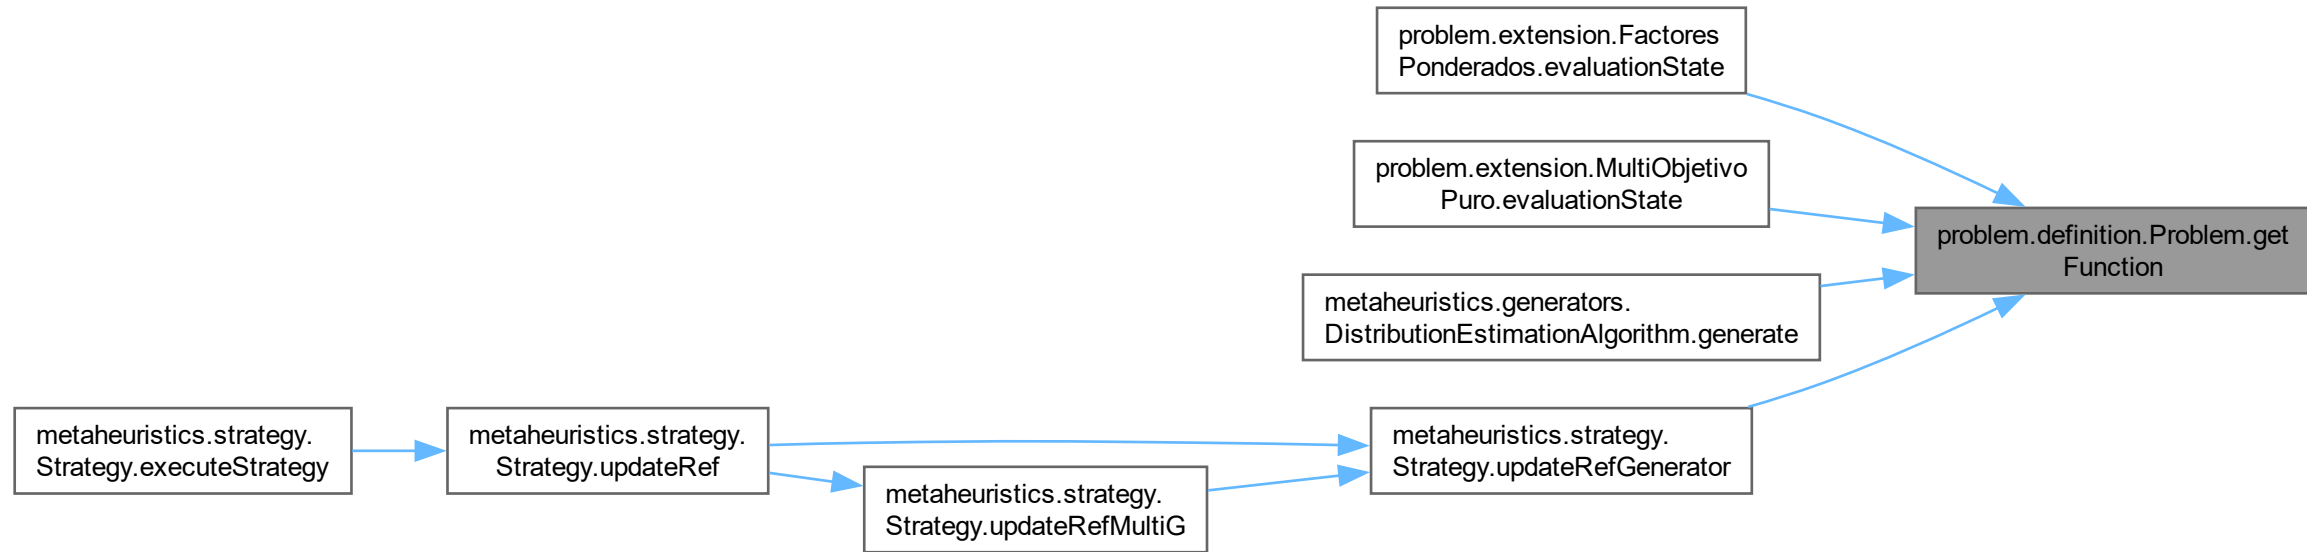 problem.extension.Factores
Ponderados.evaluationState
problem.extension.MultiObjetivo
Puro.evaluationState
problem.definition.Problem.get
Function
metaheuristics.generators.
DistributionEstimationAlgorithm.generate
metaheuristics.strategy.
Strategy.executeStrategy
metaheuristics.strategy.
Strategy.updateRef
metaheuristics.strategy.
Strategy.updateRefMultiG
metaheuristics.strategy.
Strategy.updateRefGenerator